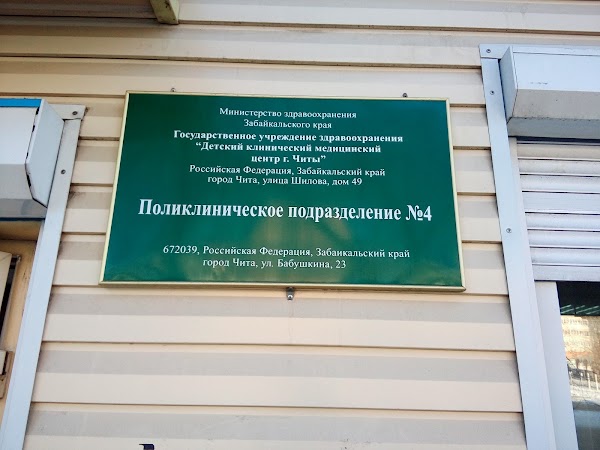 Министерство здравоохранения
Забайкальского края
Государственное учреждение здравоохранения
“Детский клинический медицинский
центр г. Читы”
Российская Федерация, Забайкальский край
город Чита, улица Шилова, дом 49
Поликлиническое подразделение №4
672039, Российская Федерация, Забайкальский край
город Чита, ул. Бабушкина, 23